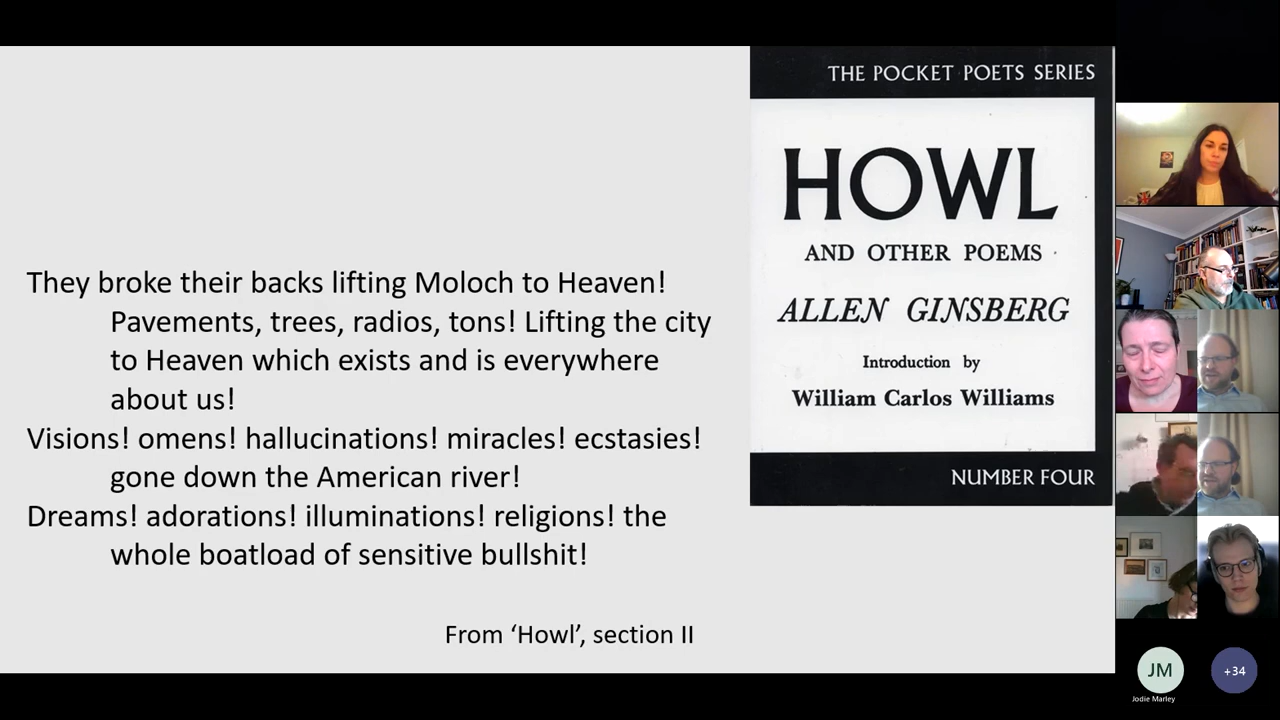 They broke their backs lifting Moloch to Heaven!
Pavements, trees, radios, tons! Lifting the city
to Heaven which exists and is everywhere
about us!
Visions! omens! hallucinations! miracles! ecstasies!
gone down the American river!
Dreams! adorations! illuminations! religions! the
whole boatload of sensitive bullshit!
From ‘Howl’, section II
THE POCKET POETS SERIES
HOWL
AND OTHER POEMS
ALLEN GINSBERG
Introduction by
William Carlos Williams
NUMBER FOUR
JM
Jodie Marley
+34